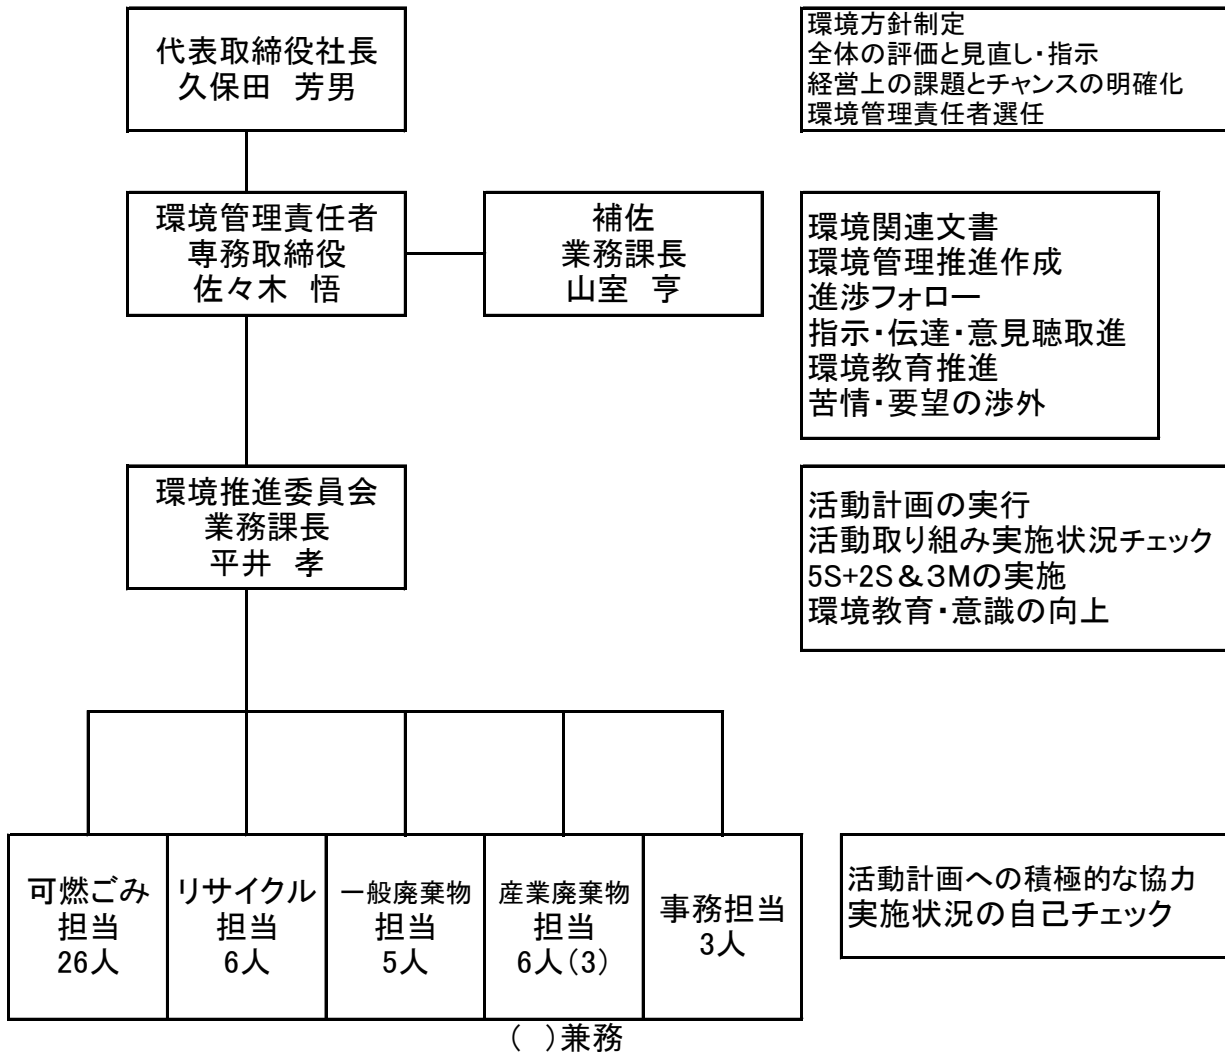 代表取締役社長
久保田　芳男
環境方針制定
全体の評価と見直し・指示
経営上の課題とチャンスの明確化
環境管理責任者選任
環境管理責任者
専務取締役
佐々木　悟
補佐
業務課長
山室　亨
環境関連文書
環境管理推進作成
進捗フォロー
指示・伝達・意見聴取進
環境教育推進
苦情・要望の渉外
環境推進委員会
業務課長
平井　孝
活動計画の実行
活動取り組み実施状況チェック
5S+2S＆３Mの実施
環境教育・意識の向上
可燃ごみ
担当
26人
リサイクル
担当
6人
一般廃棄物
担当
5人
産業廃棄物
担当
6人（3）
事務担当
3人
活動計画への積極的な協力
実施状況の自己チェック
（　）兼務